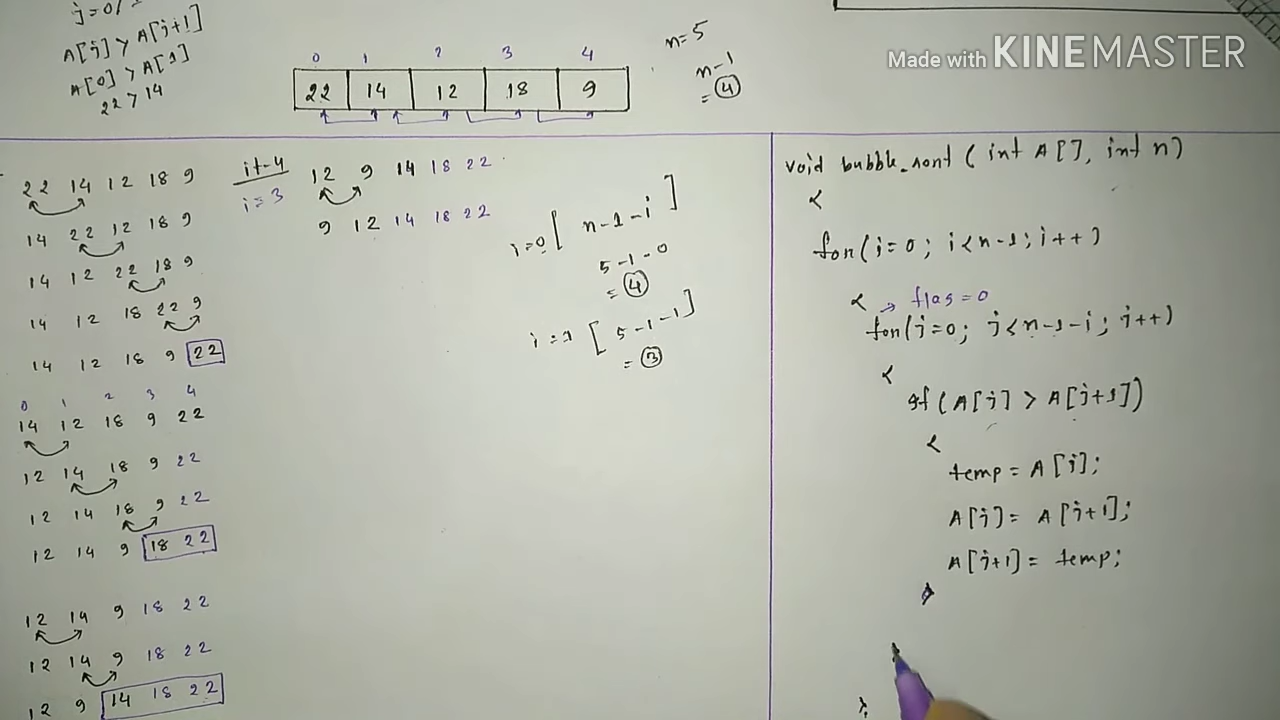 j=0/
A[j] > A[j+1]
A[0] > A[1]
22 > 14
0 1 2 3 4
22 14 12 18 9
n=5
n-1
= 4
Made with KINEMASTER
22 14 12 18 9
14 22 12 18 9
14 12 22 18 9
14 12 18 22 9
14 12 18 9 22
0 1 2 3 4
14 12 18 9 22
12 14 18 9 22
12 14 18 9 22
12 14 9 18 22
12 14 9 18 22
12 14 9 18 22
12 9 14 18 22
it-4
i=3
12 9 14 18 22
9 12 14 18 22
i=0 [ n-1-i ]
5-1-0
= 4
i=1 [ 5-1-1 ]
= 3
void bubble_sort ( int A[], int n)
{
for(i=0; i<n-1; i++)
{ → flag=0
for(j=0; j<n-1-i; j++)
{
if(A[j] > A[j+1])
{
temp = A[j];
A[j] = A[j+1];
A[j+1] = temp;
}
}